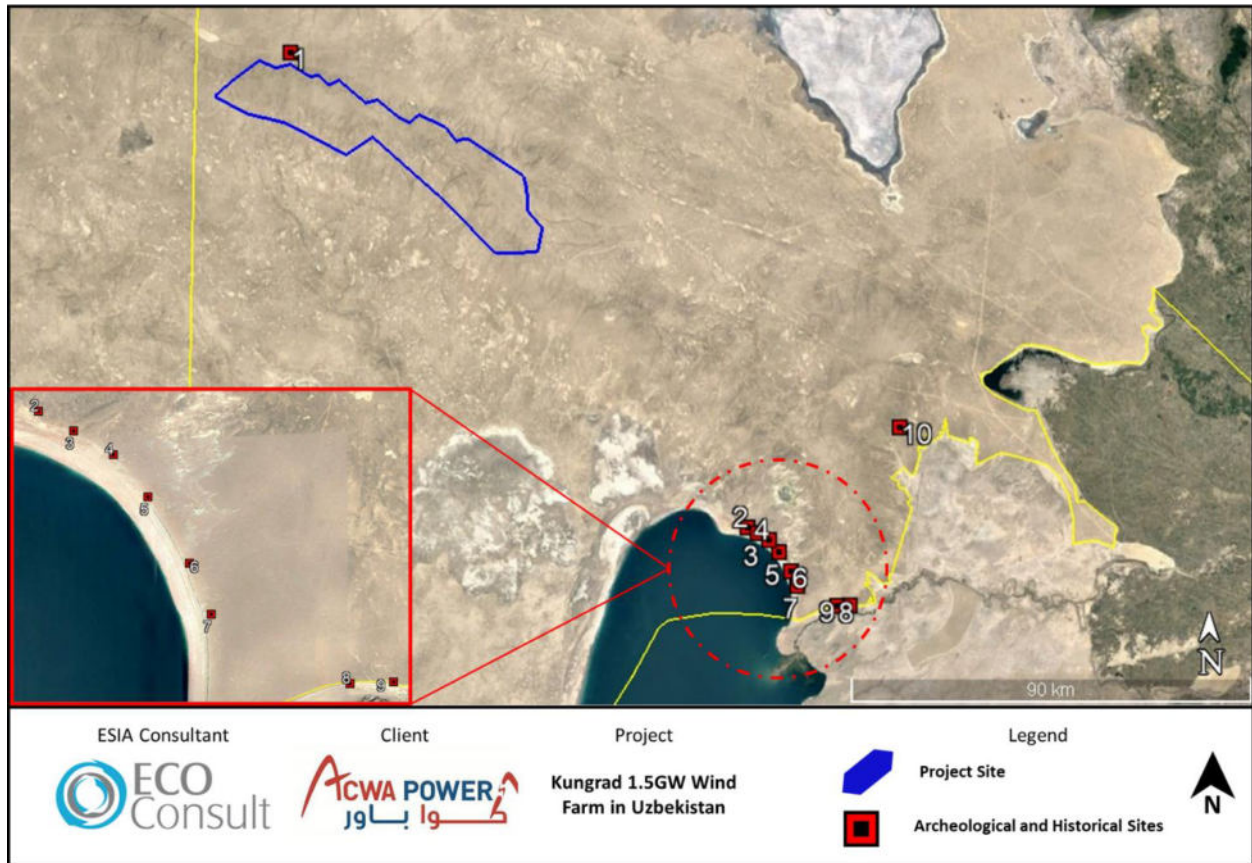 1
10
2
4
3
5
6
7
9
8
2
3
4
5
6
7
8
9
N
90 km
ESIA Consultant
Client
Project
Legend
ECO
Consult
ACWA POWER
أكوا باور
Kungrad 1.5GW Wind
Farm in Uzbekistan
Project Site
Archeological and Historical Sites
N